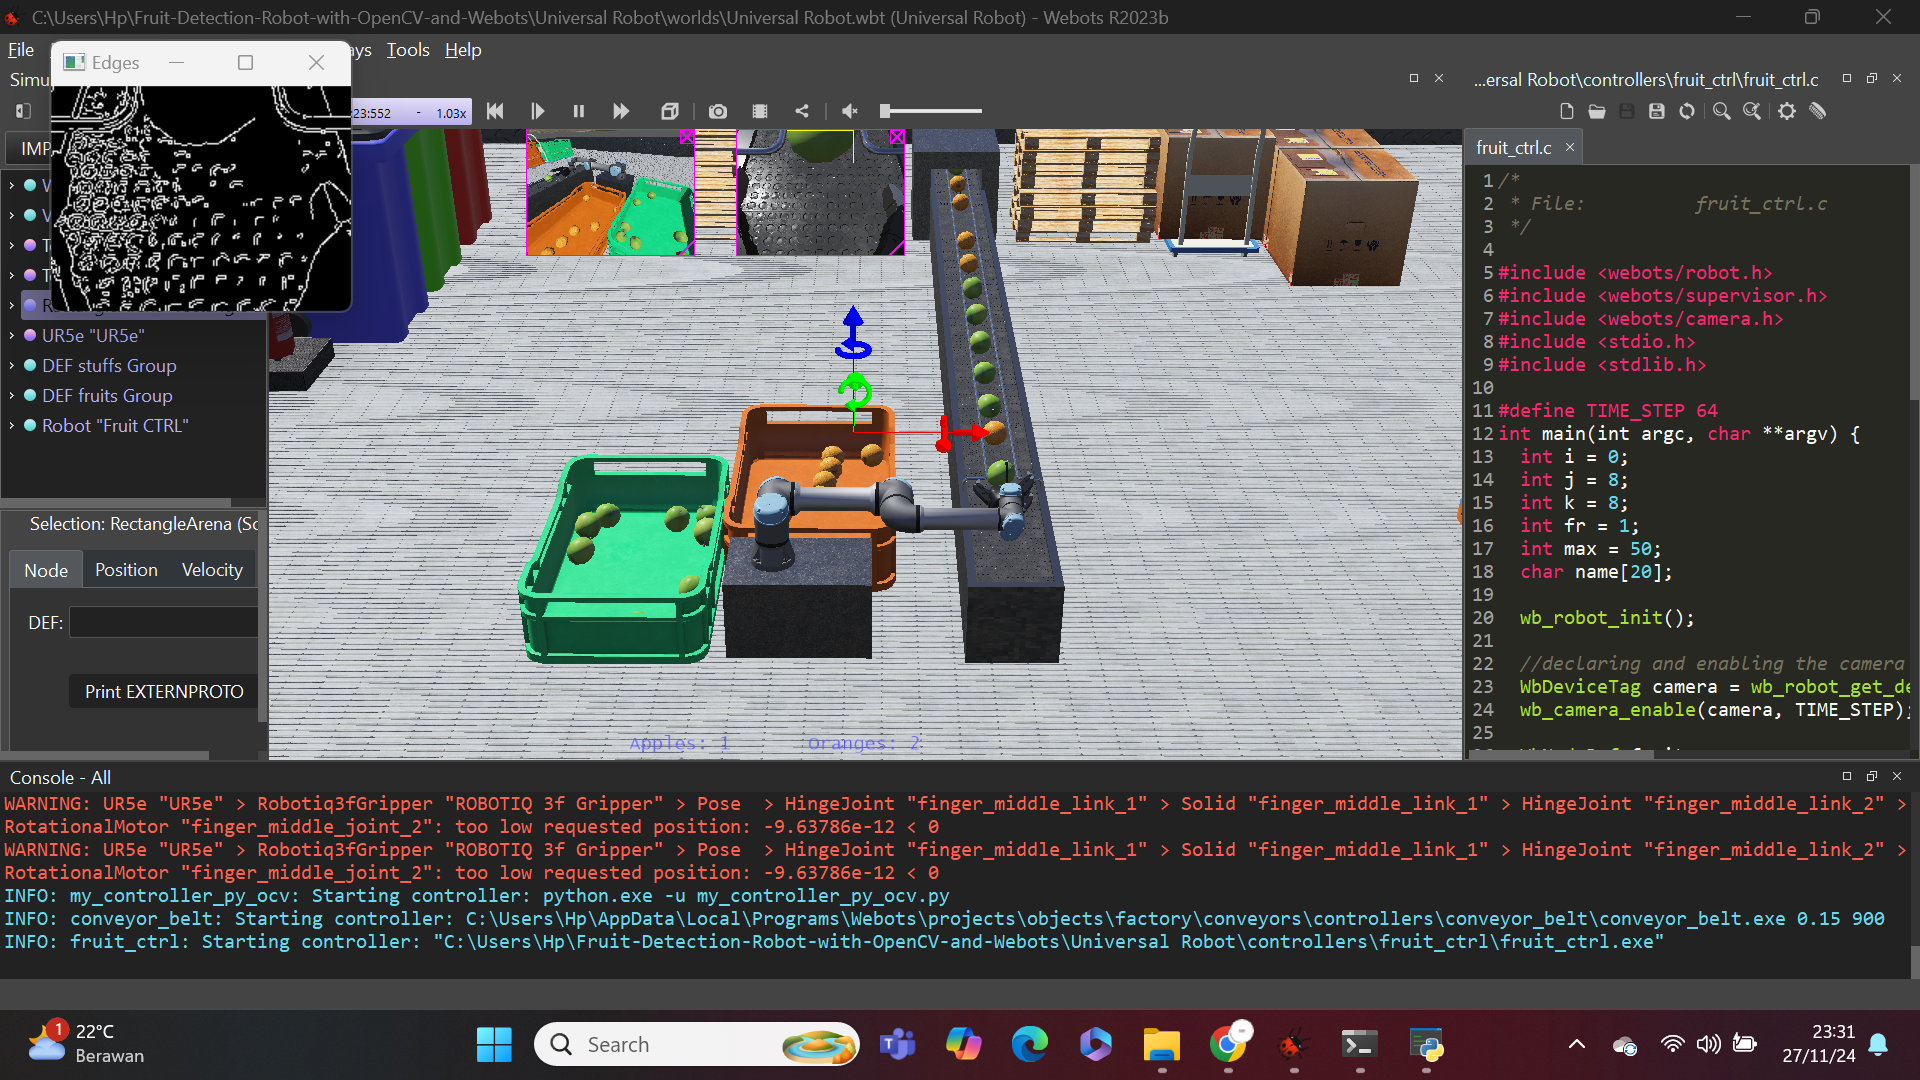 C:\Users\Hp\Fruit-Detection-Robot-with-OpenCV-and-Webots\Universal Robot\worlds\Universal Robot.wbt (Universal Robot) - Webots R2023b
File
ays Tools Help
Edges
Simu
...ersal Robot\controllers\fruit_ctrl\fruit_ctrl.c
23:552 - 1.03x
IMP
fruit_ctrl.c
UR5e "UR5e"
DEF stuffs Group
DEF fruits Group
Robot "Fruit CTRL"
Selection: RectangleArena (Sc
Node Position Velocity
DEF:
Print EXTERNPROTO
Apples: 1 Oranges: 2
1 /*
2 * File: fruit_ctrl.c
3 */
4
5 #include <webots/robot.h>
6 #include <webots/supervisor.h>
7 #include <webots/camera.h>
8 #include <stdio.h>
9 #include <stdlib.h>
10
11 #define TIME_STEP 64
12 int main(int argc, char **argv) {
13 int i = 0;
14 int j = 8;
15 int k = 8;
16 int fr = 1;
17 int max = 50;
18 char name[20];
19
20 wb_robot_init();
21
22 //declaring and enabling the camera
23 WbDeviceTag camera = wb_robot_get_de
24 wb_camera_enable(camera, TIME_STEP);
25
Console - All
WARNING: UR5e "UR5e" > Robotiq3fGripper "ROBOTIQ 3f Gripper" > Pose > HingeJoint "finger_middle_link_1" > Solid "finger_middle_link_1" > HingeJoint "finger_middle_link_2" >
RotationalMotor "finger_middle_joint_2": too low requested position: -9.63786e-12 < 0
WARNING: UR5e "UR5e" > Robotiq3fGripper "ROBOTIQ 3f Gripper" > Pose > HingeJoint "finger_middle_link_1" > Solid "finger_middle_link_1" > HingeJoint "finger_middle_link_2" >
RotationalMotor "finger_middle_joint_2": too low requested position: -9.63786e-12 < 0
INFO: my_controller_py_ocv: Starting controller: python.exe -u my_controller_py_ocv.py
INFO: conveyor_belt: Starting controller: C:\Users\Hp\AppData\Local\Programs\Webots\projects\objects\factory\conveyors\controllers\conveyor_belt\conveyor_belt.exe 0.15 900
INFO: fruit_ctrl: Starting controller: "C:\Users\Hp\Fruit-Detection-Robot-with-OpenCV-and-Webots\Universal Robot\controllers\fruit_ctrl\fruit_ctrl.exe"
1
22°C
Berawan
Search
23:31
27/11/24